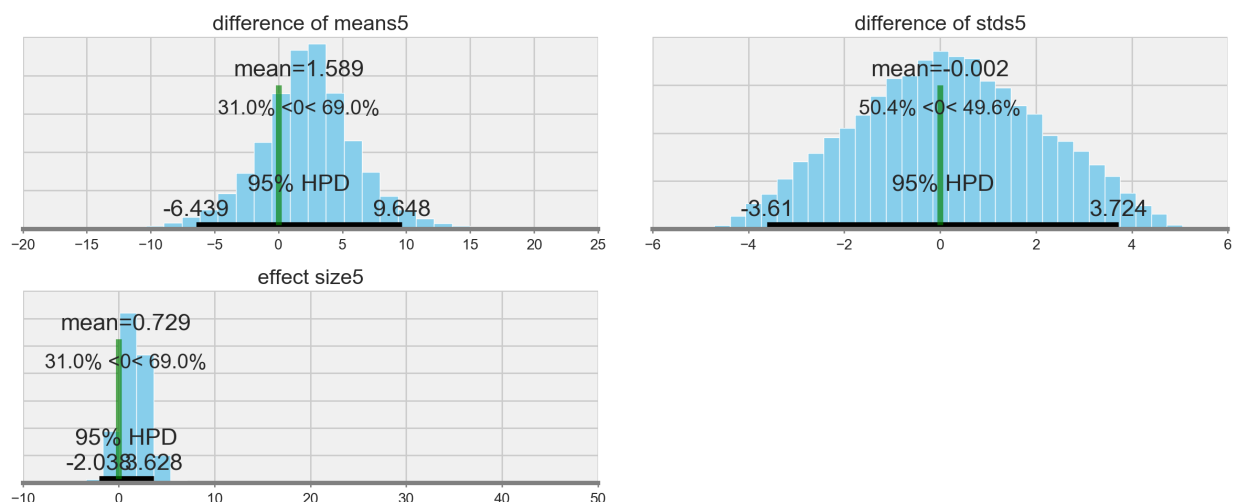 difference of means5
mean=1.589
31.0% <0< 69.0%
95% HPD
-6.439 9.648
−20 −15 −10 −5 0 5 10 15 20 25
difference of stds5
mean=-0.002
50.4% <0< 49.6%
95% HPD
-3.61 3.724
−6 −4 −2 0 2 4 6
effect size5
mean=0.729
31.0% <0< 69.0%
95% HPD
-2.038 3.628
−10 0 10 20 30 40 50